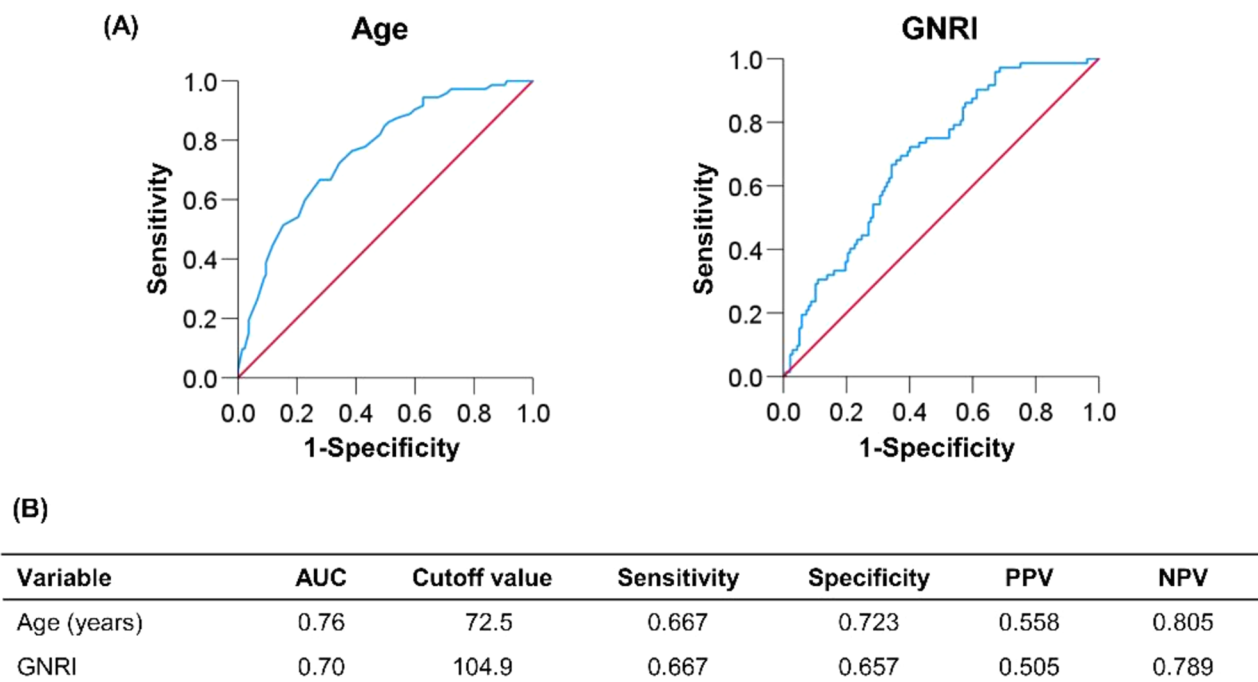 (A)
Age
GNRI
1.0
0.8
0.6
0.4
0.2
0.0
Sensitivity
0.0 0.2 0.4 0.6 0.8 1.0
1-Specificity
1.0
0.8
0.6
0.4
0.2
0.0
Sensitivity
0.0 0.2 0.4 0.6 0.8 1.0
1-Specificity
(B)
Variable AUC Cutoff value Sensitivity Specificity PPV NPV
Age (years) 0.76 72.5 0.667 0.723 0.558 0.805
GNRI 0.70 104.9 0.667 0.657 0.505 0.789